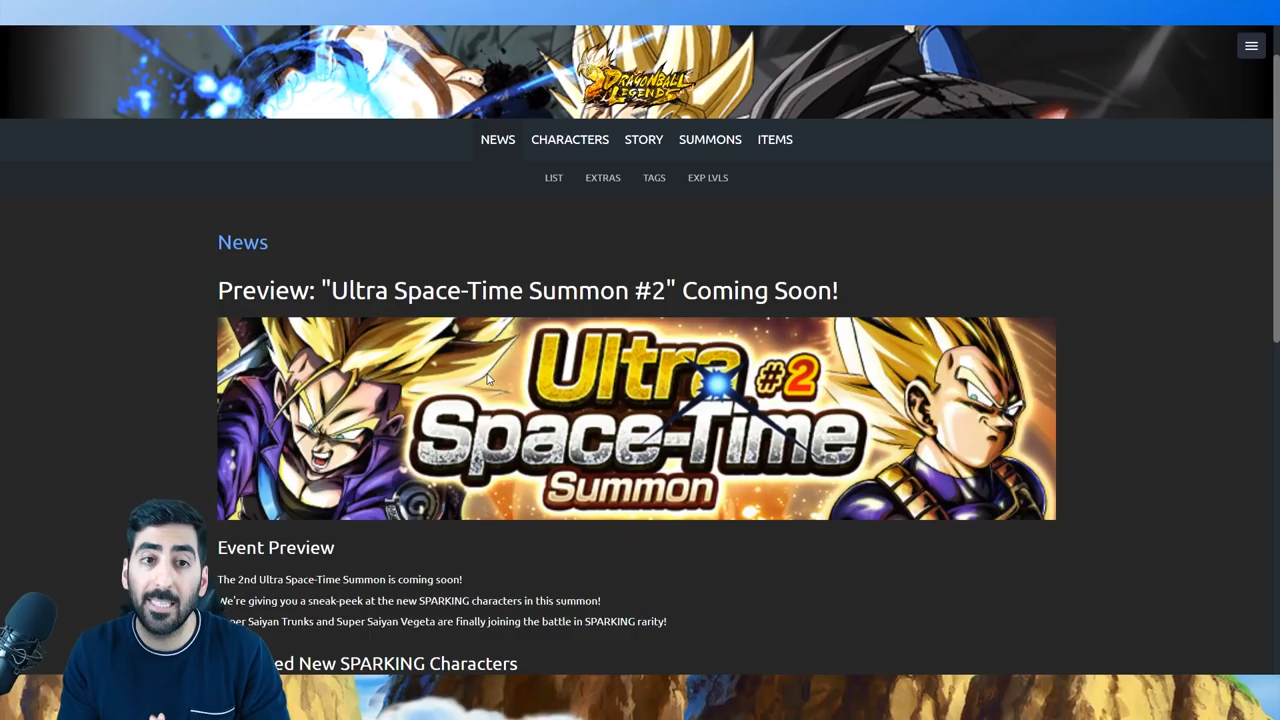 DRAGONBALL
LEGENDS
NEWS CHARACTERS STORY SUMMONS ITEMS
LIST EXTRAS TAGS EXP LVLS
News
Preview: "Ultra Space-Time Summon #2" Coming Soon!
Ultra #2
Space-Time
Summon
Event Preview
The 2nd Ultra Space-Time Summon is coming soon!
We're giving you a sneak-peek at the new SPARKING characters in this summon!
Saiyan Trunks and Super Saiyan Vegeta are finally joining the battle in SPARKING rarity!
New SPARKING Characters